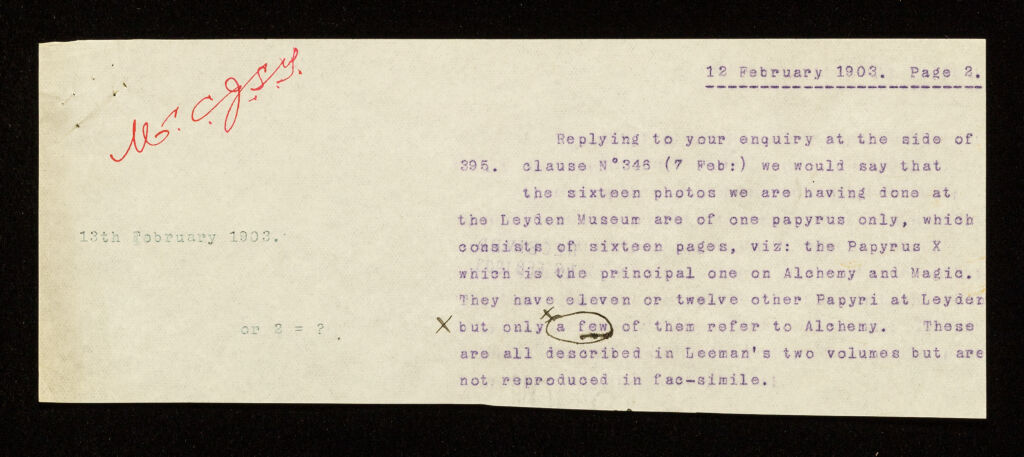 Mr. C.J.S.T.
12 February 1903. Page 2.
Replying to your enquiry at the side of
395. clause N°346 (7 Feb:) we would say that
the sixteen photos we are having done at
the Leyden Museum are of one papyrus only, which
13th February 1903.
consists of sixteen pages, viz: the Papyrus X
which is the principal one on Alchemy and Magic.
They have eleven or twelve other Papyri at Leyden
or 2 = ?
X but only X a few of them refer to Alchemy. These
are all described in Leeman's two volumes but are
not reproduced in fac-simile.